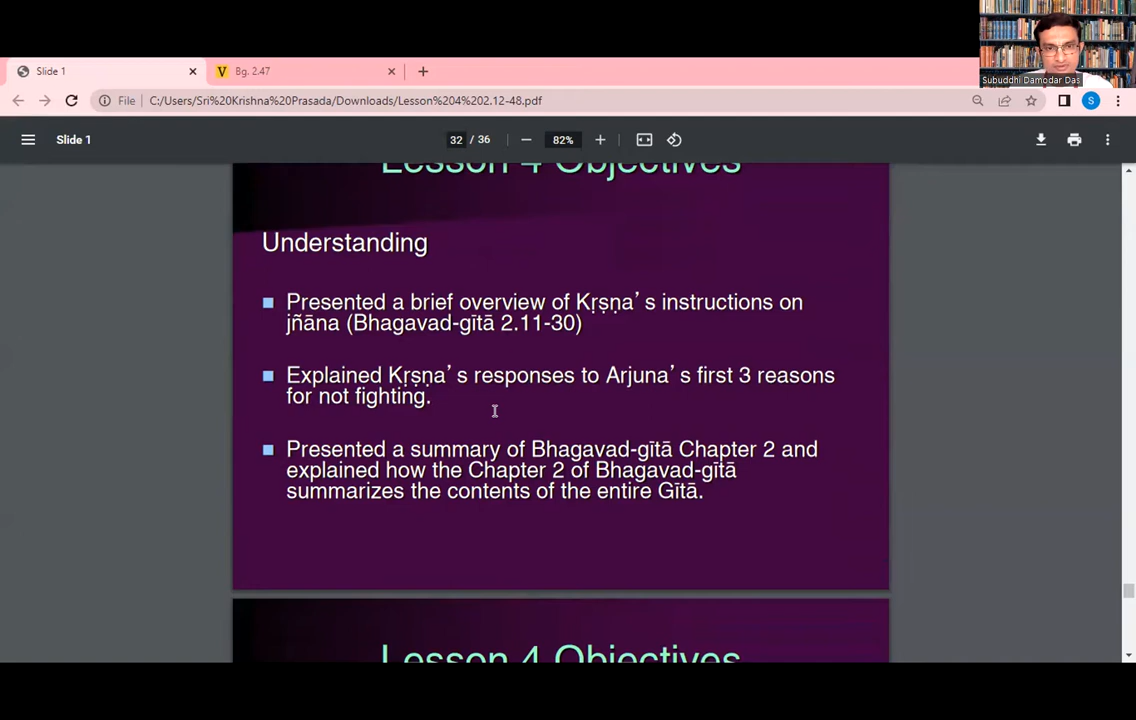 Slide 1
Bg. 2.47
Subuddhi Damodar Das
File
C:/Users/Sri%20Krishna%20Prasada/Downloads/Lesson%204%202.12-48.pdf
S
Slide 1
32 / 36
82%
Lesson 4 Objectives
Understanding
Presented a brief overview of Kṛṣṇa's instructions on
jñāna (Bhagavad-gītā 2.11-30)
Explained Kṛṣṇa's responses to Arjuna's first 3 reasons
for not fighting.
Presented a summary of Bhagavad-gītā Chapter 2 and
explained how the Chapter 2 of Bhagavad-gītā
summarizes the contents of the entire Gītā.
Lesson 4 Objectives